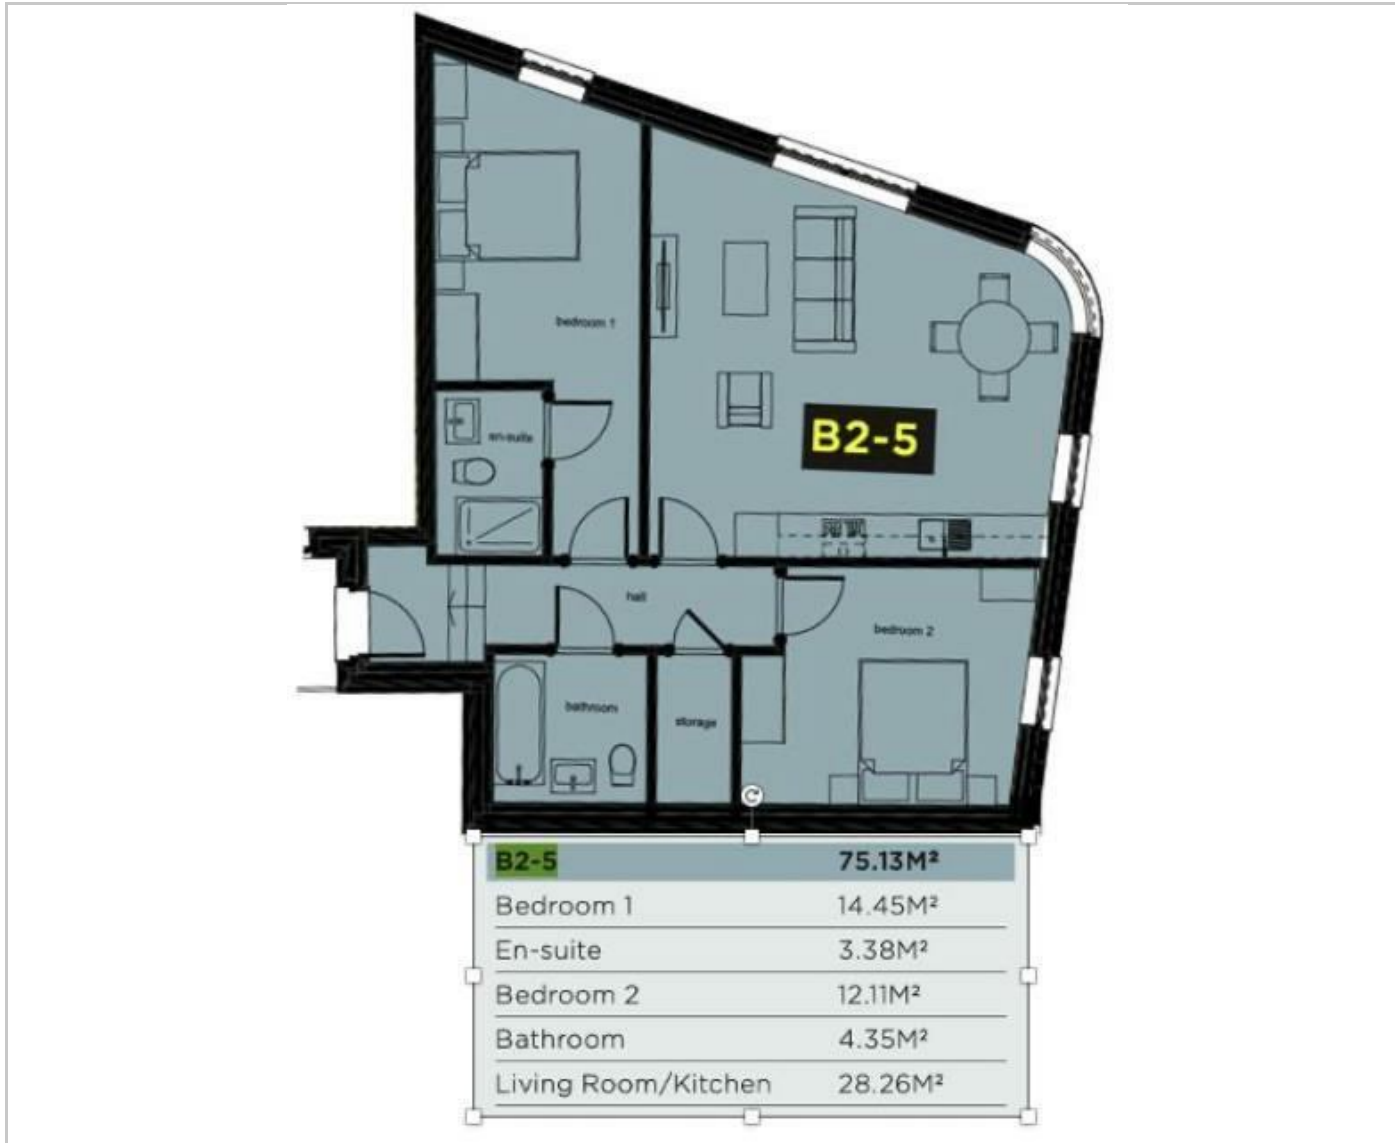 bedroom 1
en-suite
B2-5
hall
bedroom 2
bathroom
storage
B2-5 75.13M²
Bedroom 1 14.45M²
En-suite 3.38M²
Bedroom 2 12.11M²
Bathroom 4.35M²
Living Room/Kitchen 28.26M²